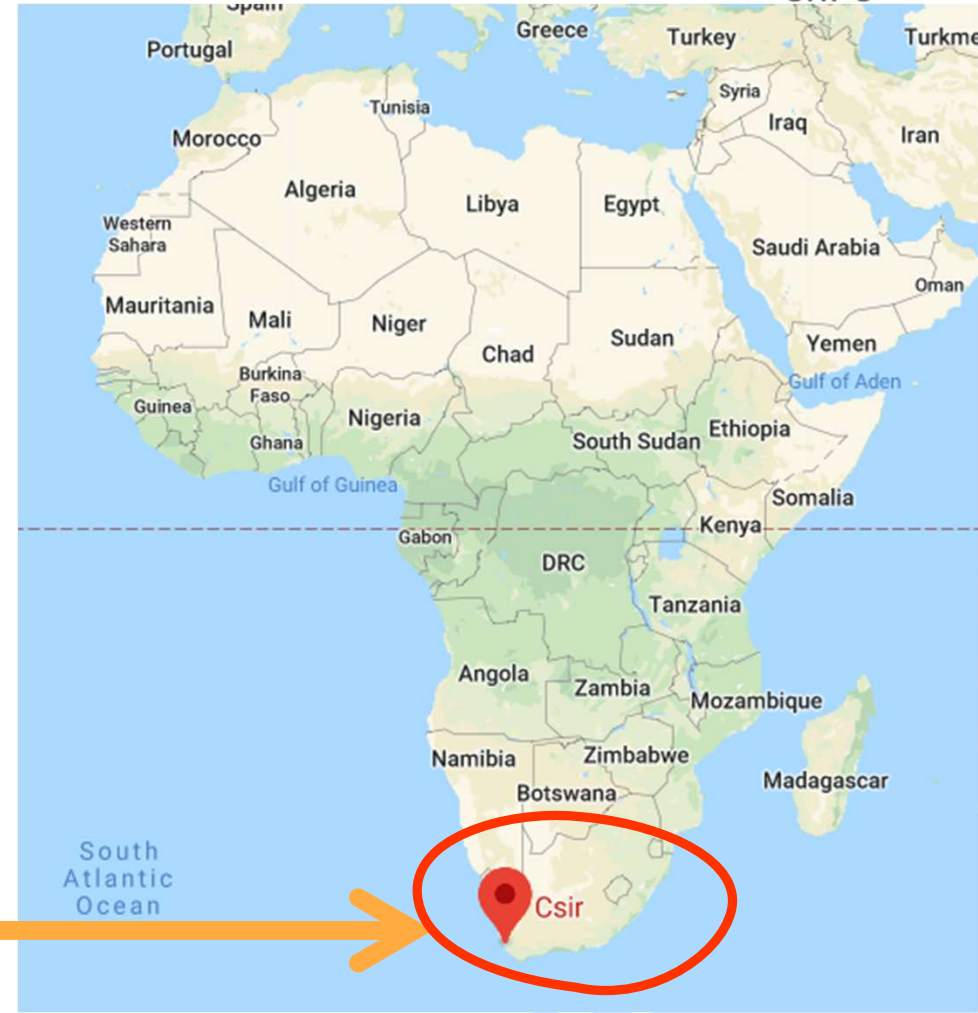 Spain
Portugal
Greece
Turkey
Turkme
Syria
Iraq
Iran
Tunisia
Morocco
Algeria
Libya
Egypt
Western
Sahara
Saudi Arabia
Oman
Mauritania
Mali
Niger
Chad
Sudan
Yemen
Gulf of Aden
Burkina
Faso
Guinea
Ghana
Nigeria
South Sudan
Ethiopia
Gulf of Guinea
Somalia
Kenya
Gabon
DRC
Tanzania
Angola
Zambia
Mozambique
Namibia
Zimbabwe
Botswana
Madagascar
South
Atlantic
Ocean
Csir